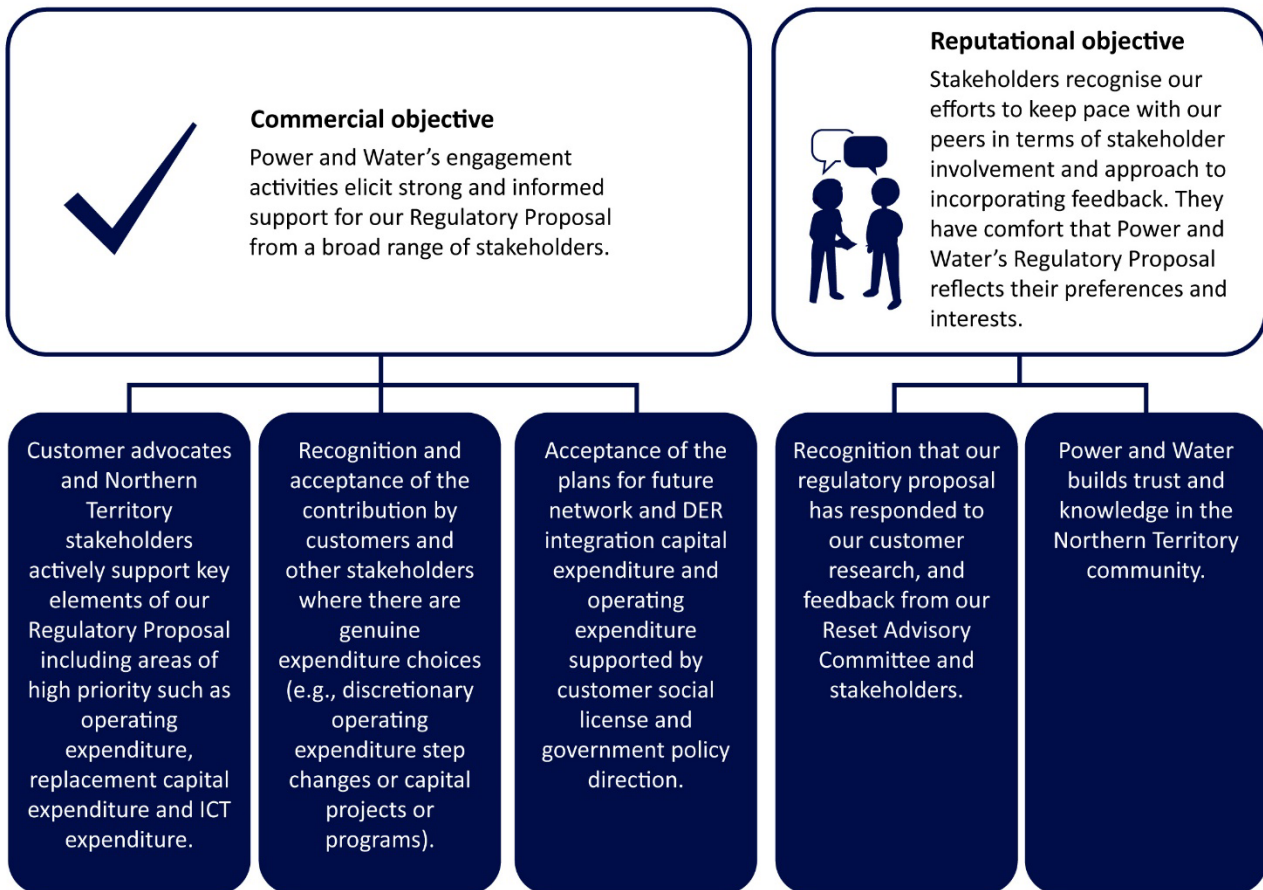 Commercial objective
Power and Water’s engagement
activities elicit strong and informed
support for our Regulatory Proposal
from a broad range of stakeholders.
Reputational objective
Stakeholders recognise our
efforts to keep pace with our
peers in terms of stakeholder
involvement and approach to
incorporating feedback. They
have comfort that Power and
Water’s Regulatory Proposal
reflects their preferences and
interests.
Customer advocates
and Northern
Territory
stakeholders
actively support key
elements of our
Regulatory Proposal
including areas of
high priority such as
operating
expenditure,
replacement capital
expenditure and ICT
expenditure.
Recognition and
acceptance of the
contribution by
customers and
other stakeholders
where there are
genuine
expenditure choices
(e.g., discretionary
operating
expenditure step
changes or capital
projects or
programs).
Acceptance of the
plans for future
network and DER
integration capital
expenditure and
operating
expenditure
supported by
customer social
license and
government policy
direction.
Recognition that our
regulatory proposal
has responded to
our customer
research, and
feedback from our
Reset Advisory
Committee and
stakeholders.
Power and Water
builds trust and
knowledge in the
Northern Territory
community.